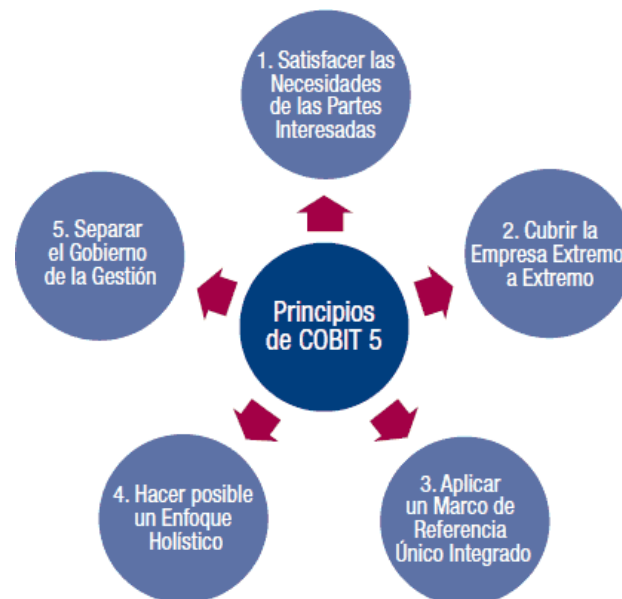 1. Satisfacer las
Necesidades
de las Partes
Interesadas
5. Separar
el Gobierno
de la Gestión
2. Cubrir la
Empresa Extremo
a Extremo
Principios
de COBIT 5
4. Hacer posible
un Enfoque
Holístico
3. Aplicar
un Marco de
Referencia
Único Integrado